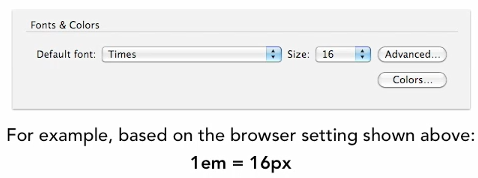 Fonts & Colors
Default font: Times Size: 16 Advanced...
Colors...
For example, based on the browser setting shown above:
1em = 16px